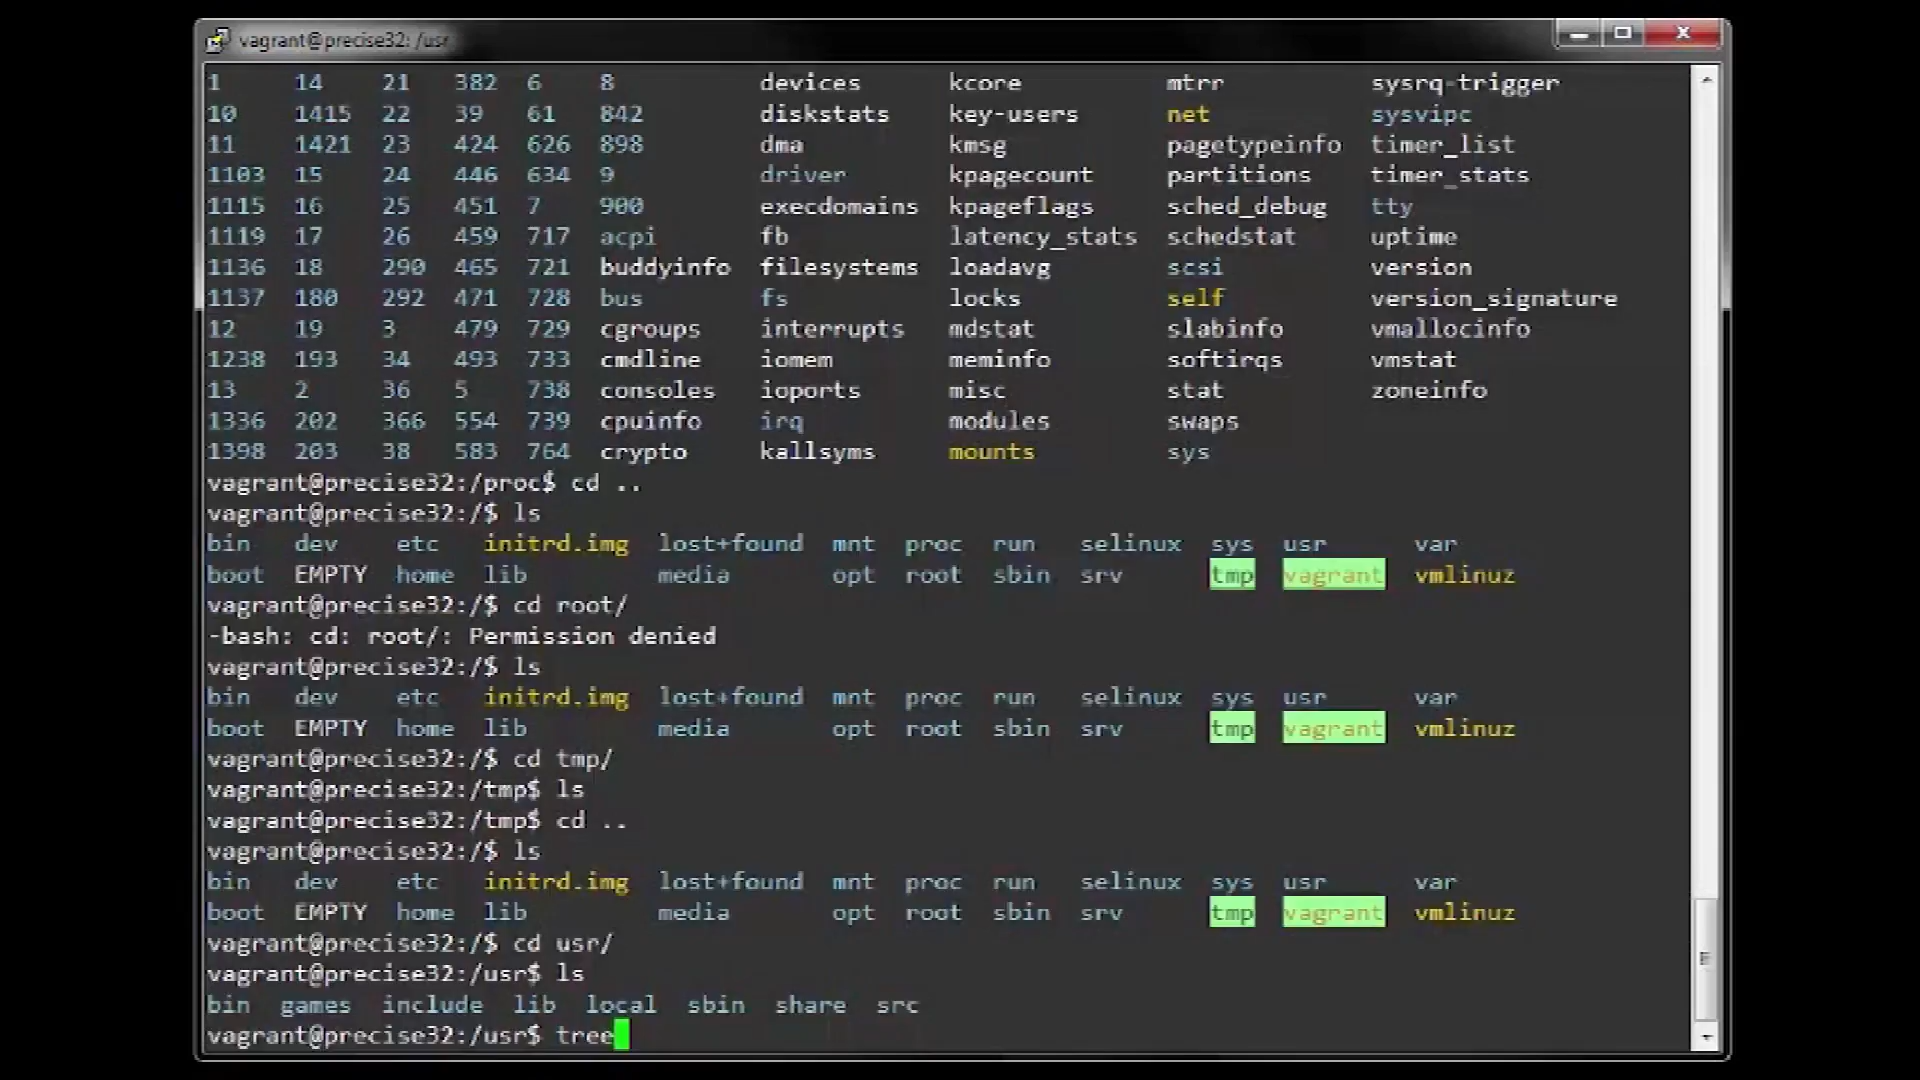 vagrant@precise32: /usr
1 14 21 382 6 8 devices kcore mtrr sysrq-trigger
10 1415 22 39 61 842 diskstats key-users net sysvipc
11 1421 23 424 626 898 dma kmsg pagetypeinfo timer_list
1103 15 24 446 634 9 driver kpagecount partitions timer_stats
1115 16 25 451 7 900 execdomains kpageflags sched_debug tty
1119 17 26 459 717 acpi fb latency_stats schedstat uptime
1136 18 290 465 721 buddyinfo filesystems loadavg scsi version
1137 180 292 471 728 bus fs locks self version_signature
12 19 3 479 729 cgroups interrupts mdstat slabinfo vmallocinfo
1238 193 34 493 733 cmdline iomem meminfo softirqs vmstat
13 2 36 5 738 consoles ioports misc stat zoneinfo
1336 202 366 554 739 cpuinfo irq modules swaps
1398 203 38 583 764 crypto kallsyms mounts sys
vagrant@precise32:/proc$ cd ..
vagrant@precise32:/$ ls
bin dev etc initrd.img lost+found mnt proc run selinux sys usr var
boot EMPTY home lib media opt root sbin srv tmp vagrant vmlinuz
vagrant@precise32:/$ cd root/
-bash: cd: root/: Permission denied
vagrant@precise32:/$ ls
bin dev etc initrd.img lost+found mnt proc run selinux sys usr var
boot EMPTY home lib media opt root sbin srv tmp vagrant vmlinuz
vagrant@precise32:/$ cd tmp/
vagrant@precise32:/tmp$ ls
vagrant@precise32:/tmp$ cd ..
vagrant@precise32:/$ ls
bin dev etc initrd.img lost+found mnt proc run selinux sys usr var
boot EMPTY home lib media opt root sbin srv tmp vagrant vmlinuz
vagrant@precise32:/$ cd usr/
vagrant@precise32:/usr$ ls
bin games include lib local sbin share src
vagrant@precise32:/usr$ tree